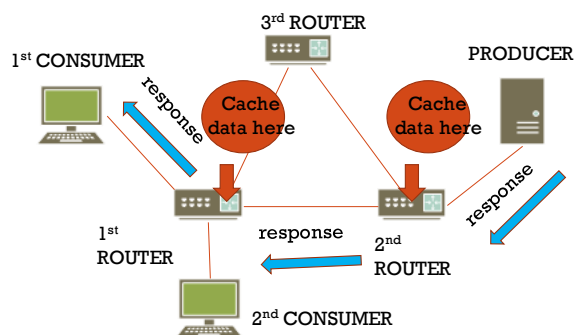 3rd ROUTER
1st CONSUMER
PRODUCER
response
Cache
data here
Cache
data here
response
1st
ROUTER
response
2nd
ROUTER
2nd CONSUMER